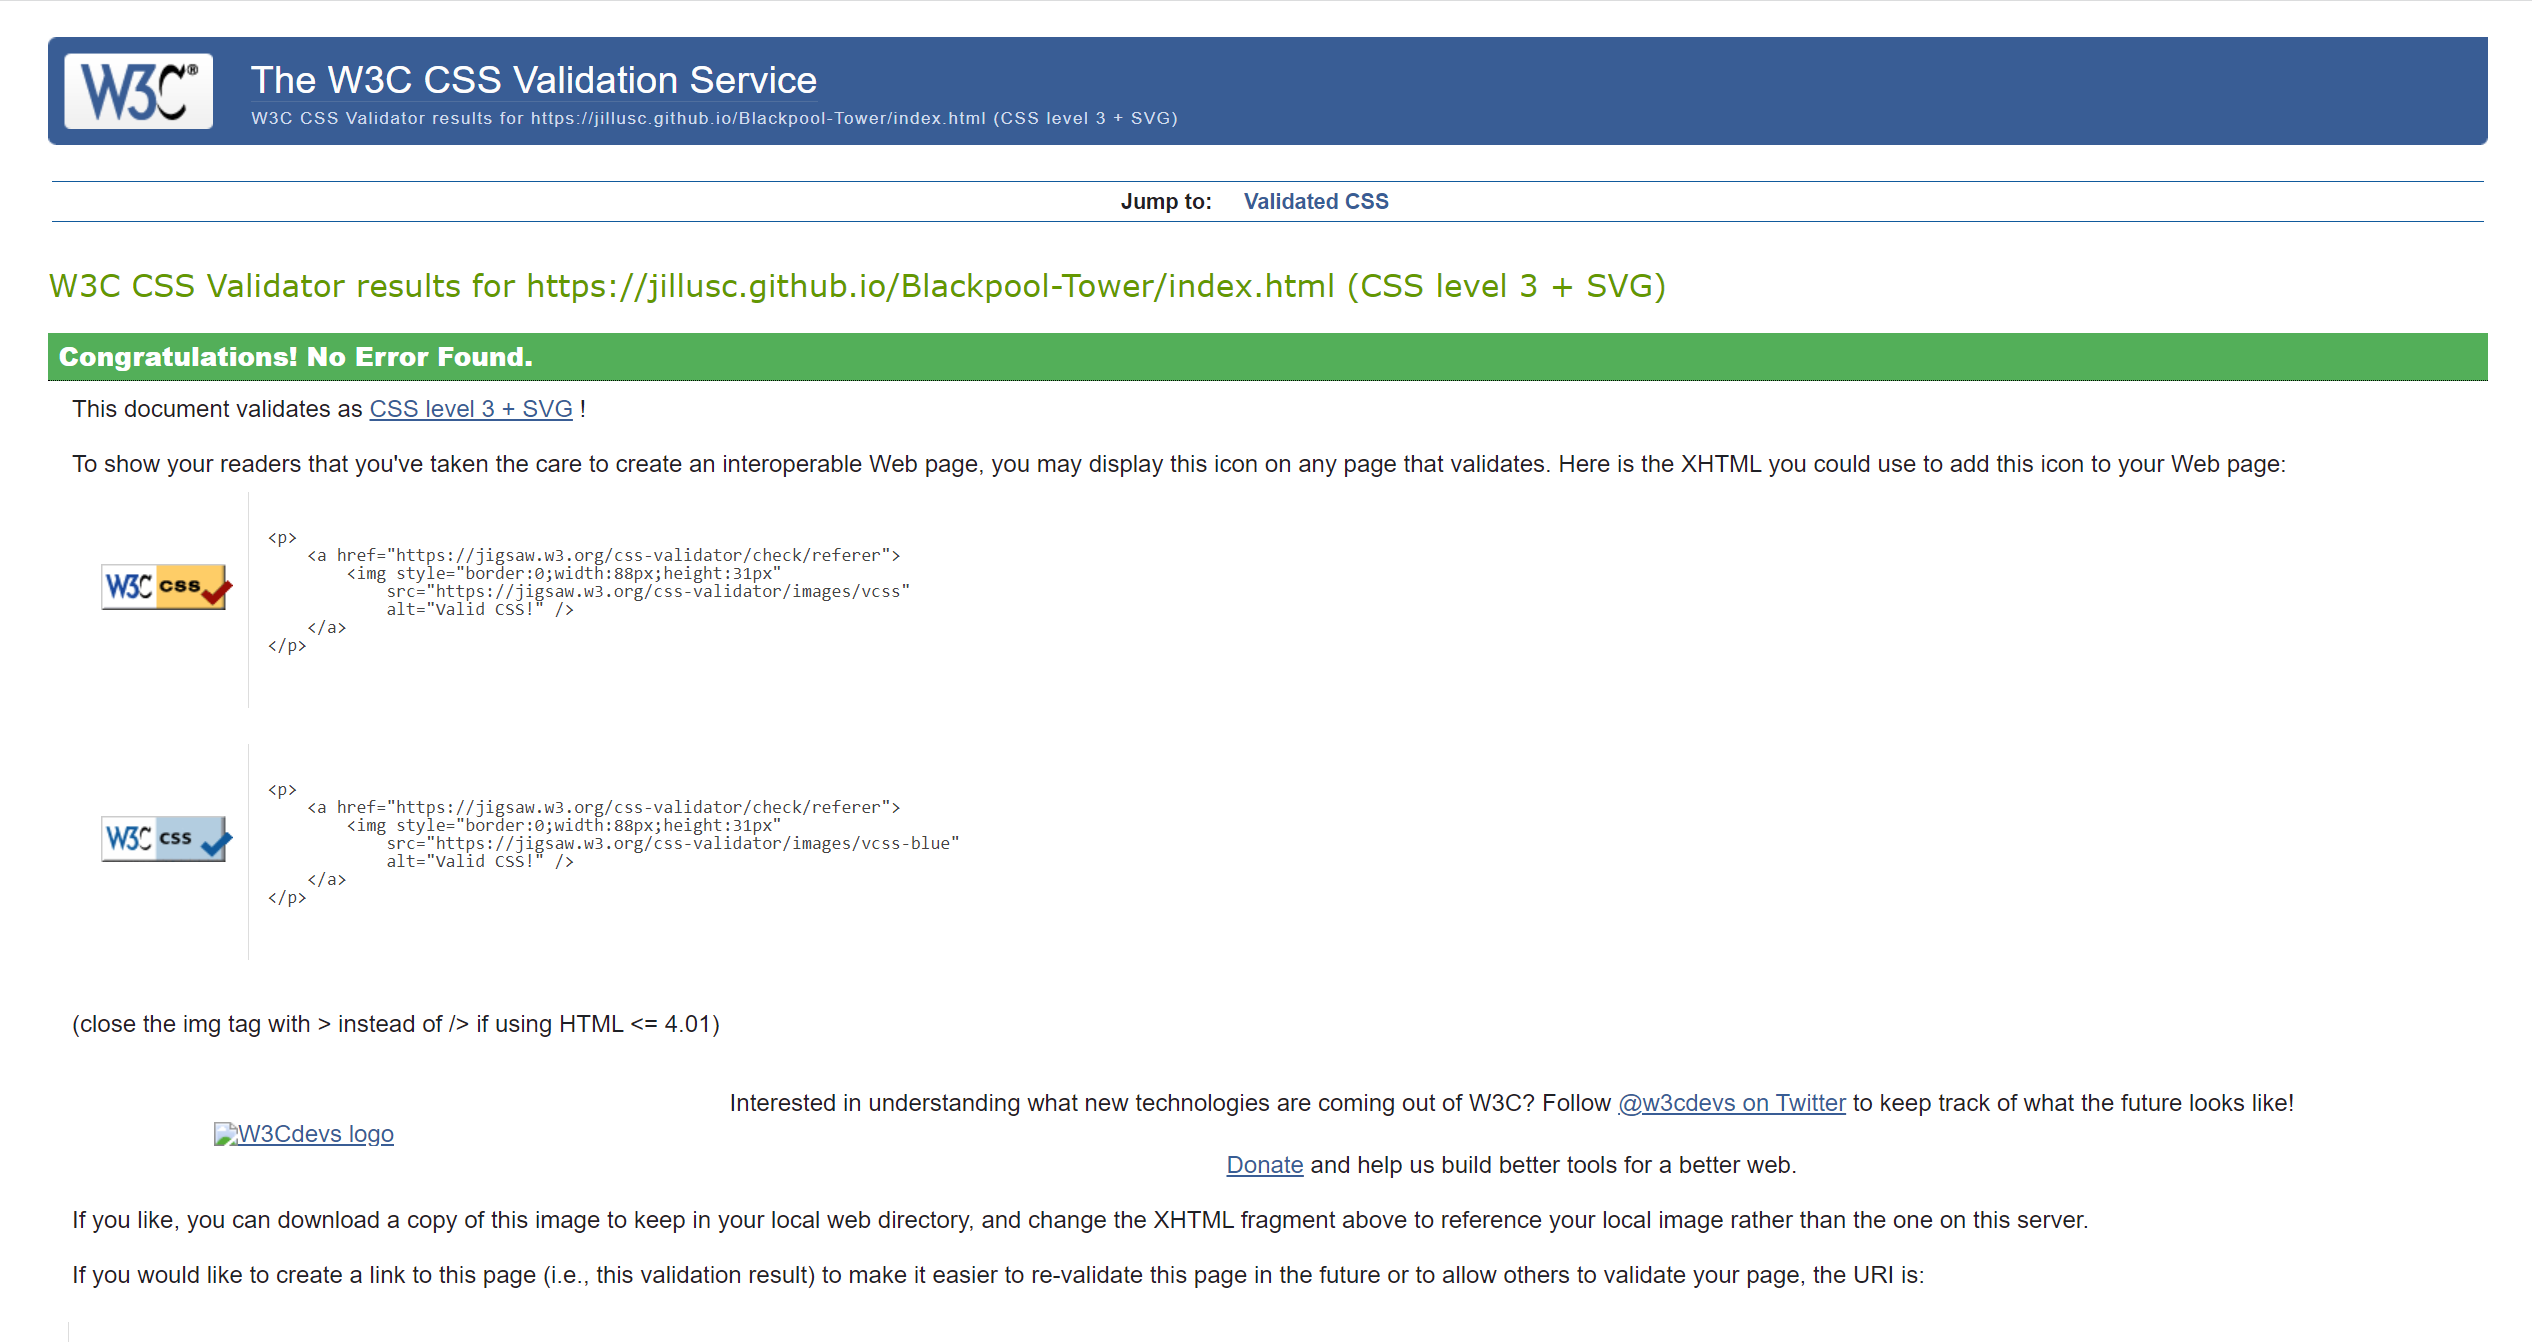 W3C®
The W3C CSS Validation Service
W3C CSS Validator results for https://jillusc.github.io/Blackpool-Tower/index.html (CSS level 3 + SVG)
Jump to: Validated CSS
W3C CSS Validator results for https://jillusc.github.io/Blackpool-Tower/index.html (CSS level 3 + SVG)
Congratulations! No Error Found.
This document validates as CSS level 3 + SVG !
To show your readers that you've taken the care to create an interoperable Web page, you may display this icon on any page that validates. Here is the XHTML you could use to add this icon to your Web page:
W3C css
<p>
<a href="https://jigsaw.w3.org/css-validator/check/referer">
<img style="border:0;width:88px;height:31px"
src="https://jigsaw.w3.org/css-validator/images/vcss"
alt="Valid CSS!" />
</a>
</p>
W3C css
<p>
<a href="https://jigsaw.w3.org/css-validator/check/referer">
<img style="border:0;width:88px;height:31px"
src="https://jigsaw.w3.org/css-validator/images/vcss-blue"
alt="Valid CSS!" />
</a>
</p>
(close the img tag with > instead of /> if using HTML <= 4.01)
Interested in understanding what new technologies are coming out of W3C? Follow @w3cdevs on Twitter to keep track of what the future looks like!
W3Cdevs logo
Donate and help us build better tools for a better web.
If you like, you can download a copy of this image to keep in your local web directory, and change the XHTML fragment above to reference your local image rather than the one on this server.
If you would like to create a link to this page (i.e., this validation result) to make it easier to re-validate this page in the future or to allow others to validate your page, the URI is: